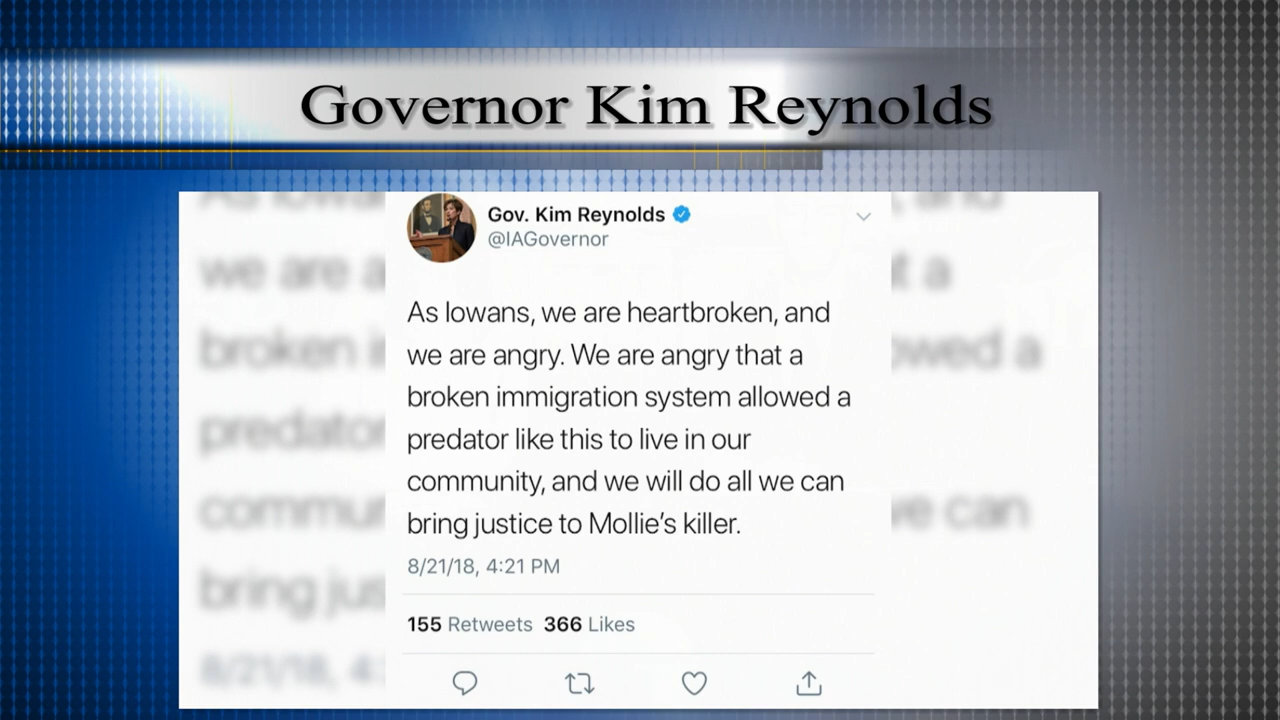 Governor Kim Reynolds
Gov. Kim Reynolds
@IAGovernor
As Iowans, we are heartbroken, and
we are angry. We are angry that a
broken immigration system allowed a
predator like this to live in our
community, and we will do all we can
bring justice to Mollie's killer.
8/21/18, 4:21 PM
155 Retweets 366 Likes